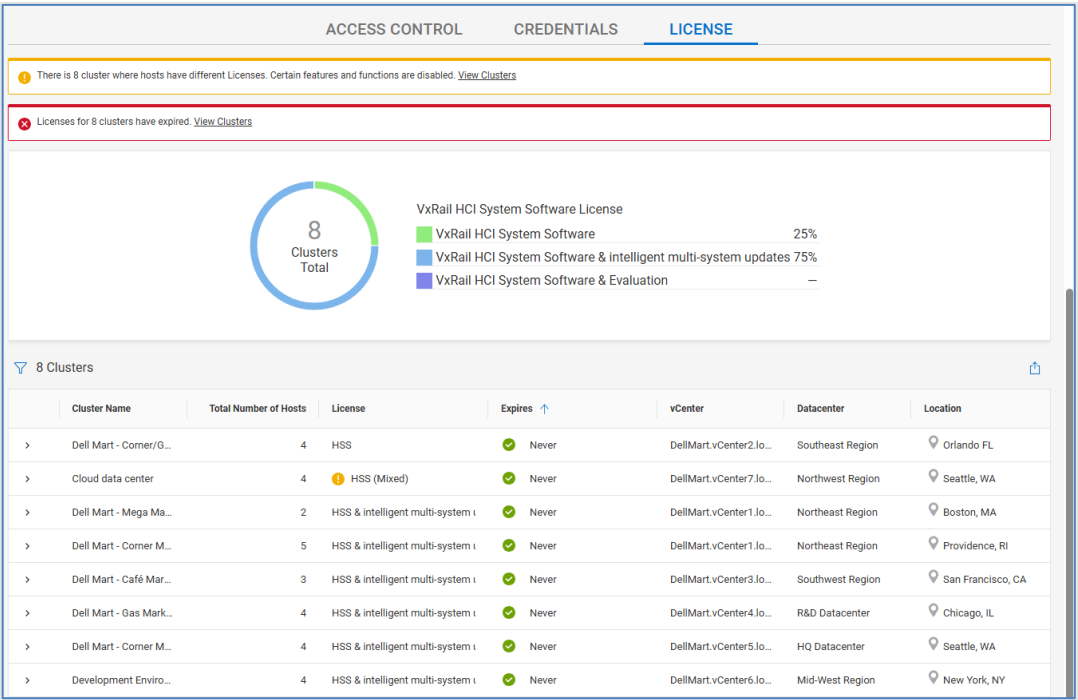 ACCESS CONTROL CREDENTIALS LICENSE
There is 8 cluster where hosts have different Licenses. Certain features and functions are disabled. View Clusters
Licenses for 8 clusters have expired. View Clusters
8
Clusters
Total
VxRail HCI System Software License
VxRail HCI System Software 25%
VxRail HCI System Software & intelligent multi-system updates 75%
VxRail HCI System Software & Evaluation —
8 Clusters
Cluster Name Total Number of Hosts License Expires vCenter Datacenter Location
Dell Mart - Corner/G... 4 HSS Never DellMart.vCenter2.lo... Southeast Region Orlando FL
Cloud data center 4 HSS (Mixed) Never DellMart.vCenter7.lo... Northwest Region Seattle, WA
Dell Mart - Mega Ma... 2 HSS & intelligent multi-system Never DellMart.vCenter1.lo... Northeast Region Boston, MA
Dell Mart - Corner M... 5 HSS & intelligent multi-system Never DellMart.vCenter1.lo... Northeast Region Providence, RI
Dell Mart - Café Mar... 3 HSS & intelligent multi-system Never DellMart.vCenter3.lo... Southwest Region San Francisco, CA
Dell Mart - Gas Mark... 4 HSS & intelligent multi-system Never DellMart.vCenter4.lo... R&D Datacenter Chicago, IL
Dell Mart - Corner M... 4 HSS & intelligent multi-system Never DellMart.vCenter5.lo... HQ Datacenter Seattle, WA
Development Enviro... 4 HSS & intelligent multi-system Never DellMart.vCenter6.lo... Mid-West Region New York, NY